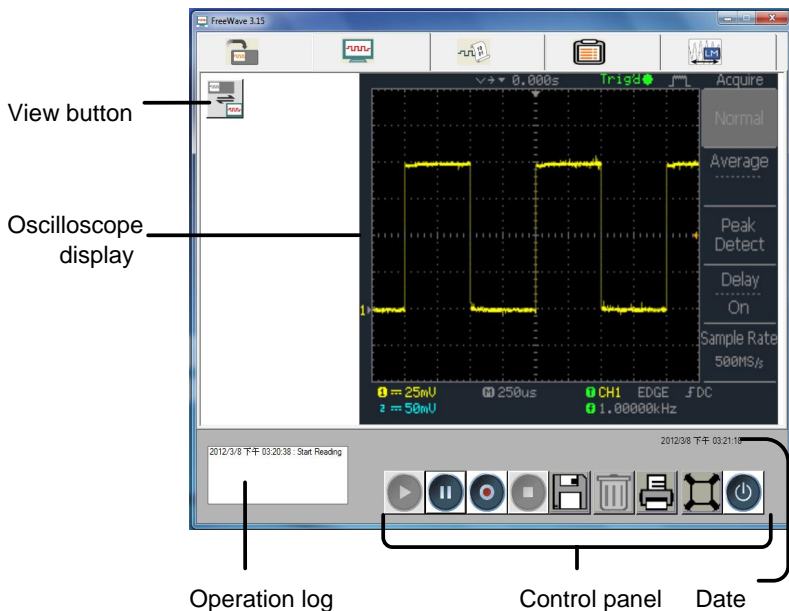 FreeWave 3.15
LM
View button
0.000s Trig'd Acquire
Normal
Average
Oscilloscope
display
Peak
Detect
Delay
On
Sample Rate
500MS/s
1
1 25mV M 250us T CH1 EDGE DC
2 50mV f 1.00000kHz
2012/3/8 下午 03:21:18
2012/3/8 下午 03:20:38 : Start Reading
Operation log Control panel Date